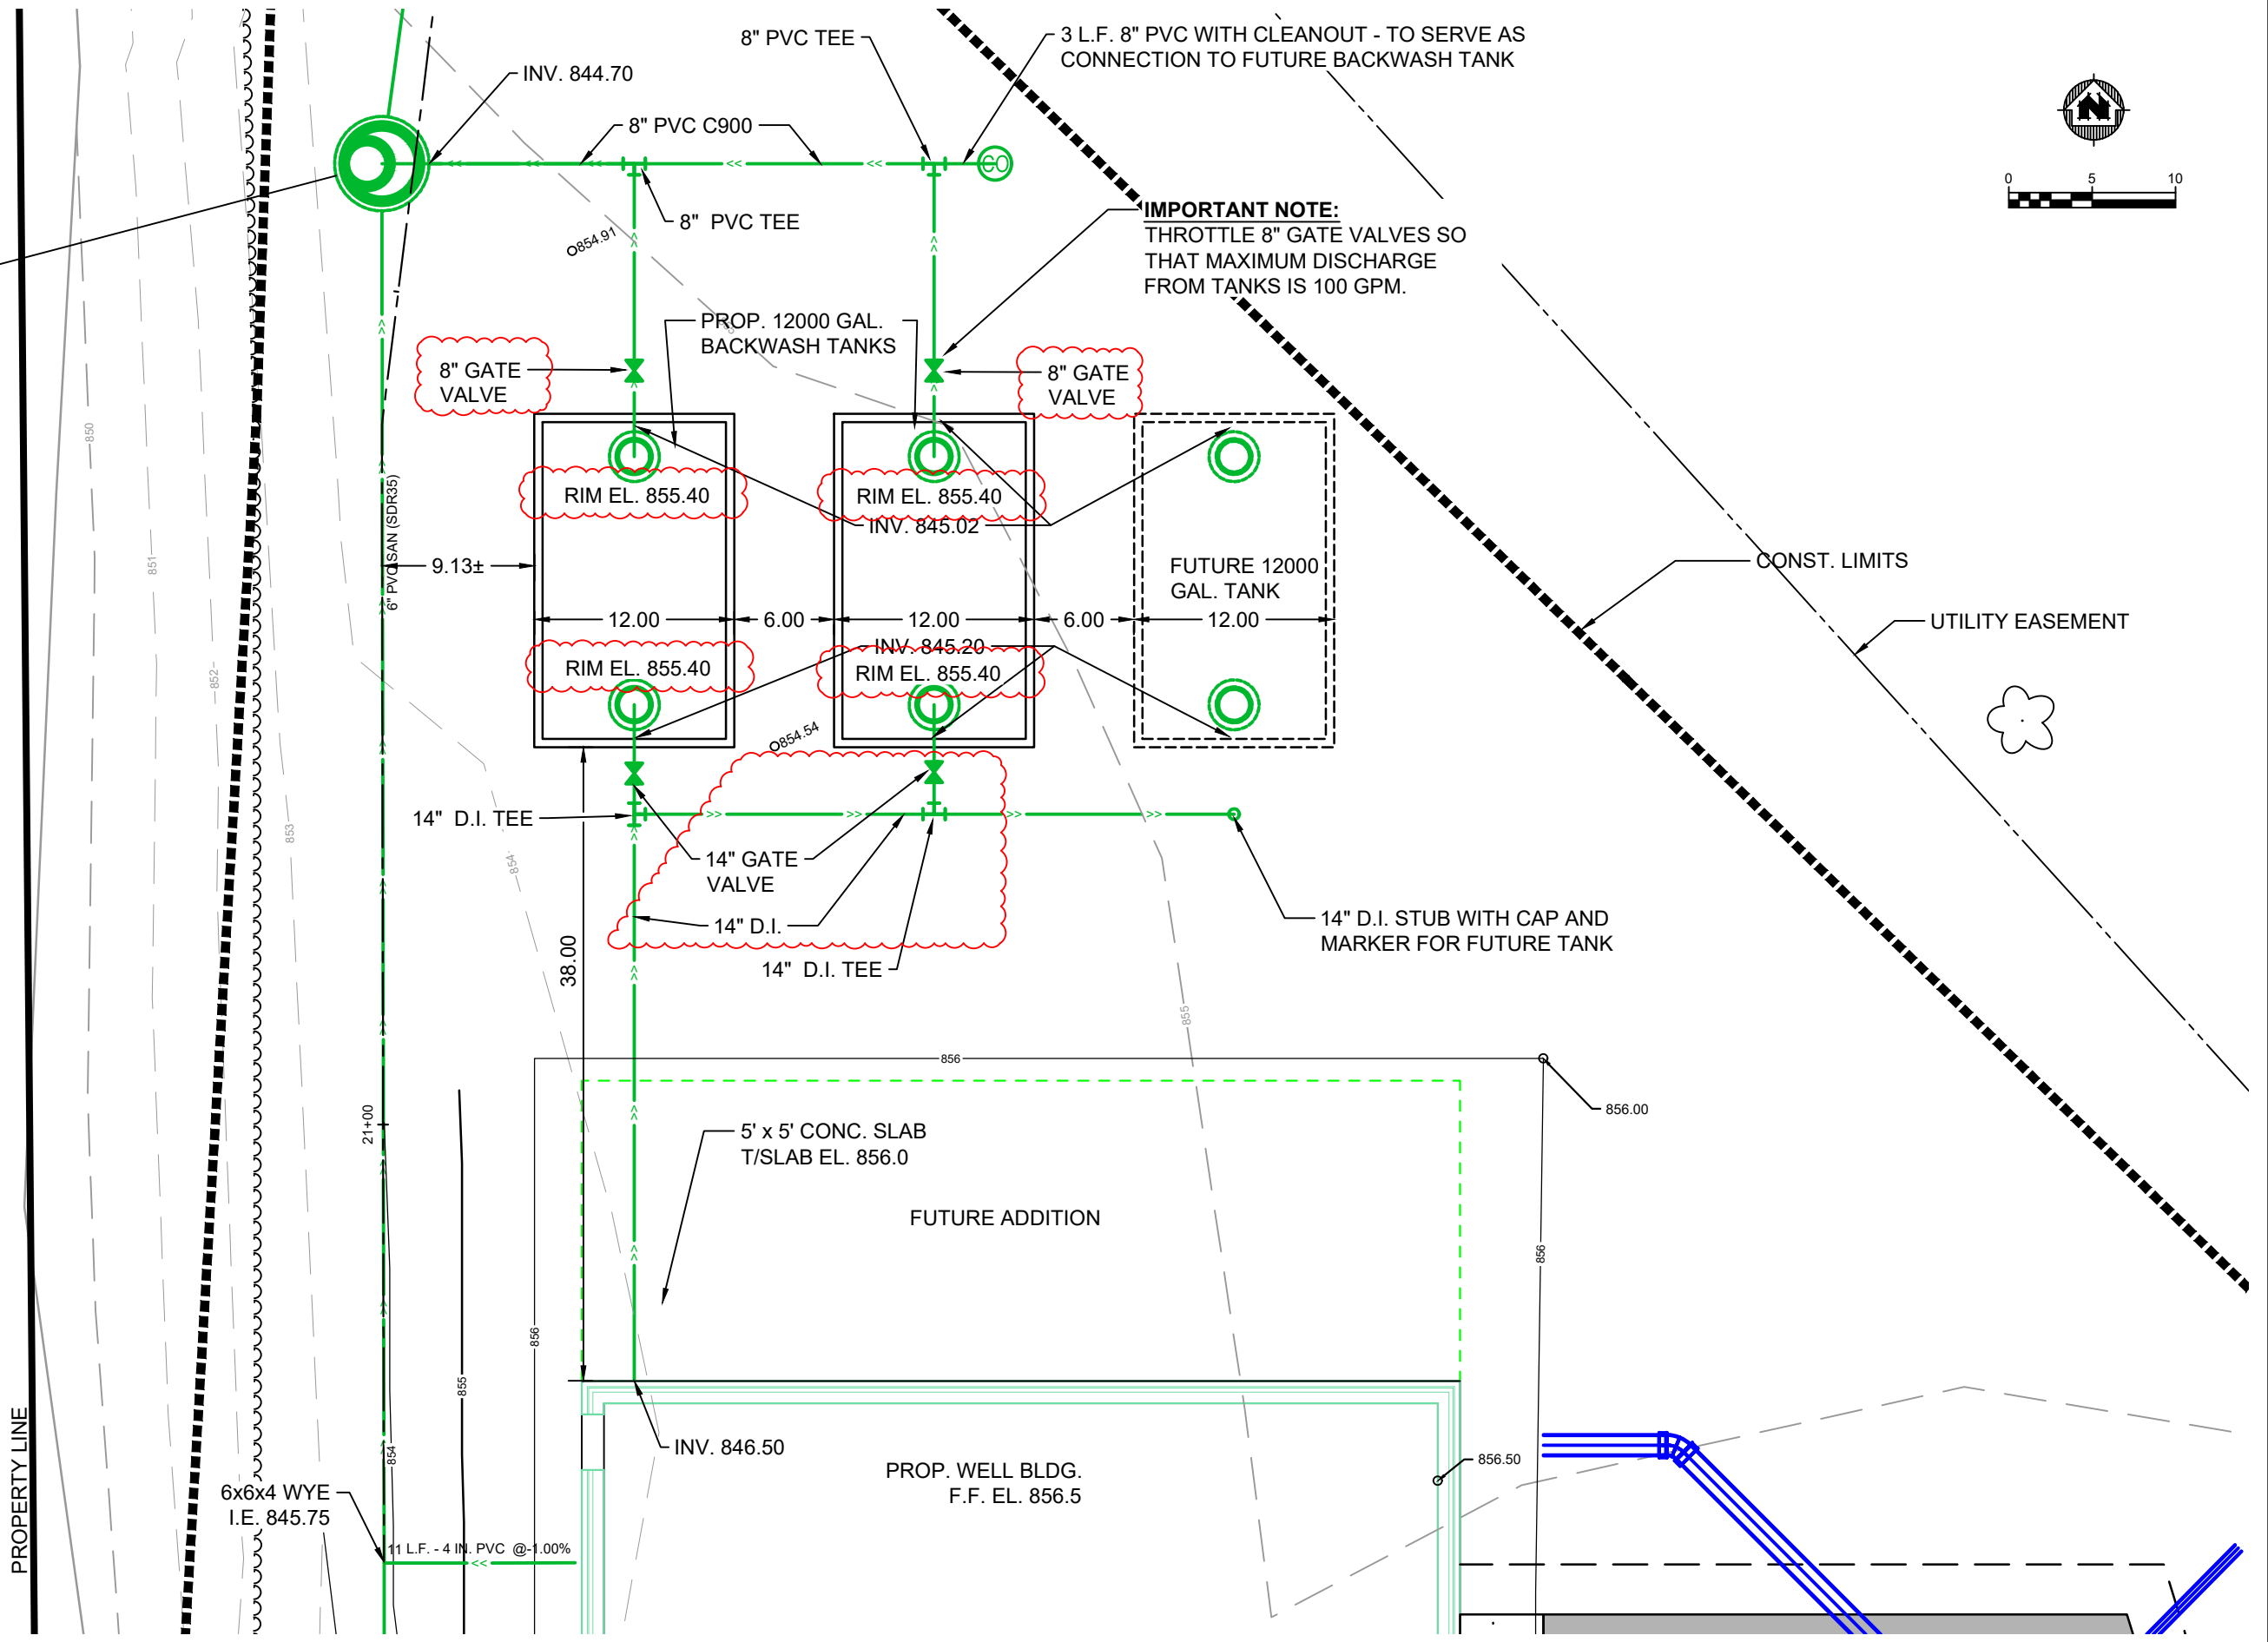 8" PVC TEE
3 L.F. 8" PVC WITH CLEANOUT - TO SERVE AS
CONNECTION TO FUTURE BACKWASH TANK
INV. 844.70
8" PVC C900
N
0 5 10
CO
8" PVC TEE
854.91
IMPORTANT NOTE:
THROTTLE 8" GATE VALVES SO
THAT MAXIMUM DISCHARGE
FROM TANKS IS 100 GPM.
PROP. 12000 GAL.
BACKWASH TANKS
8" GATE
VALVE
8" GATE
VALVE
850
851
852
853
854
6" PVC SAN (SDR35)
RIM EL. 855.40
RIM EL. 855.40
INV. 845.02
9.13±
FUTURE 12000
GAL. TANK
CONST. LIMITS
UTILITY EASEMENT
12.00
6.00
12.00
6.00
12.00
INV. 845.20
RIM EL. 855.40
RIM EL. 855.40
854.54
14" D.I. TEE
14" GATE
VALVE
14" D.I.
14" D.I. TEE
14" D.I. STUB WITH CAP AND
MARKER FOR FUTURE TANK
38.00
855
856
856.00
21+00
5' x 5' CONC. SLAB
T/SLAB EL. 856.0
FUTURE ADDITION
856
856
855
854
PROPERTY LINE
INV. 846.50
PROP. WELL BLDG.
F.F. EL. 856.5
856.50
6x6x4 WYE
I.E. 845.75
11 L.F. - 4 IN. PVC @-1.00%